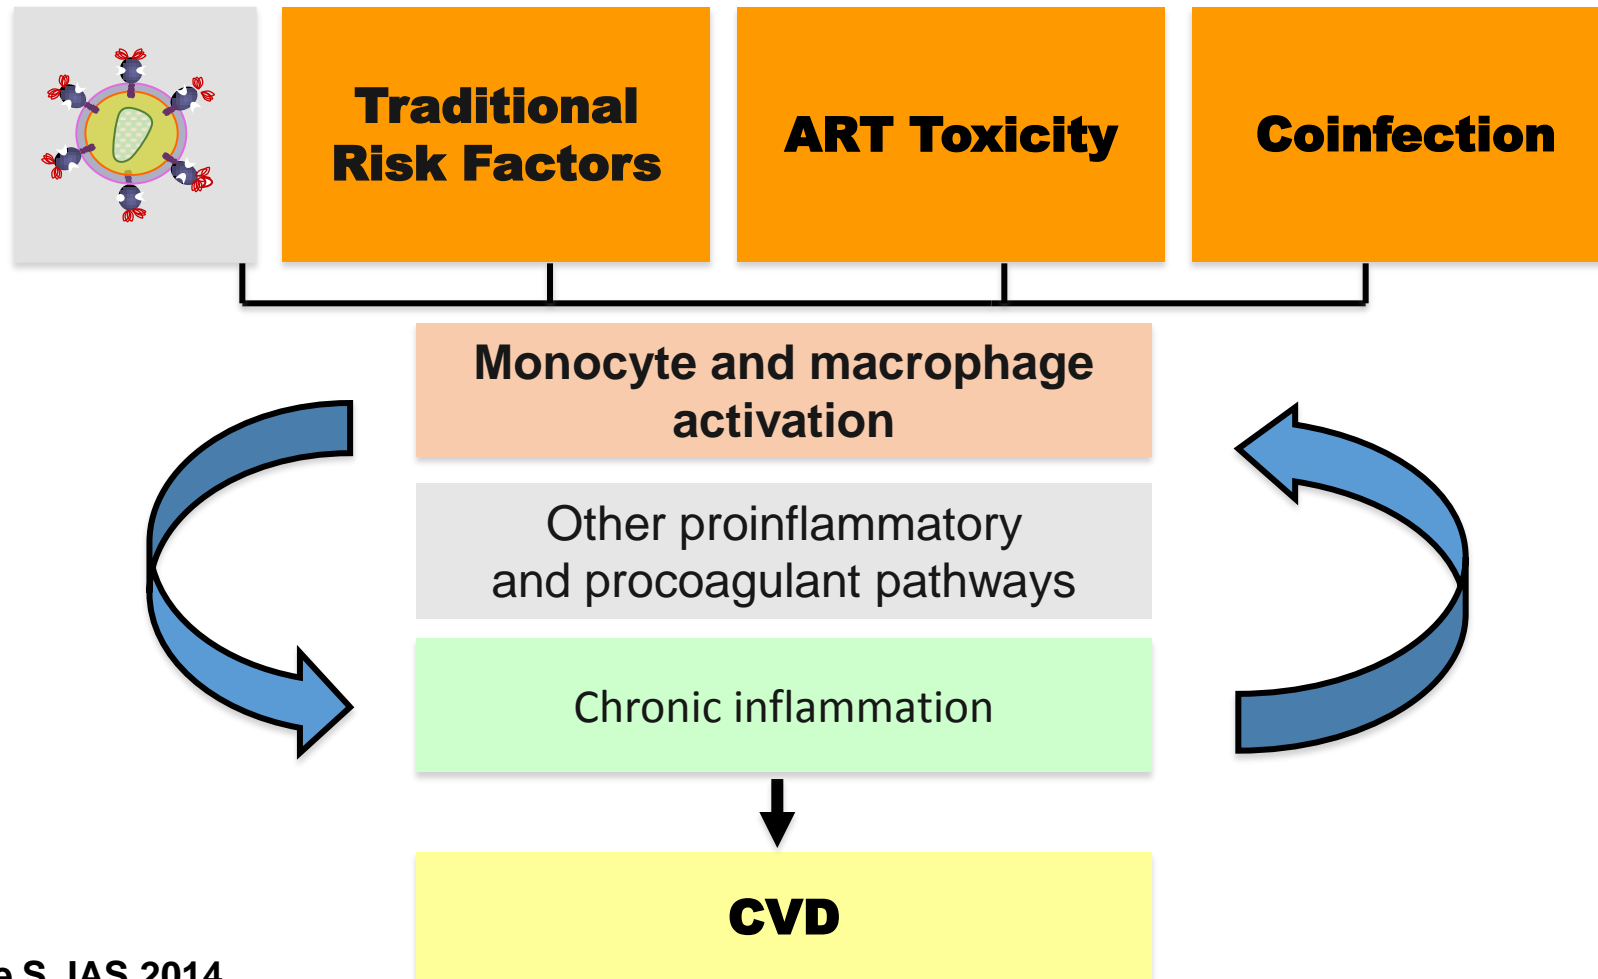 Traditional
Risk Factors
ART Toxicity
Coinfection
Monocyte and macrophage
activation
Other proinflammatory
and procoagulant pathways
Chronic inflammation
CVD
S. IAS 2014